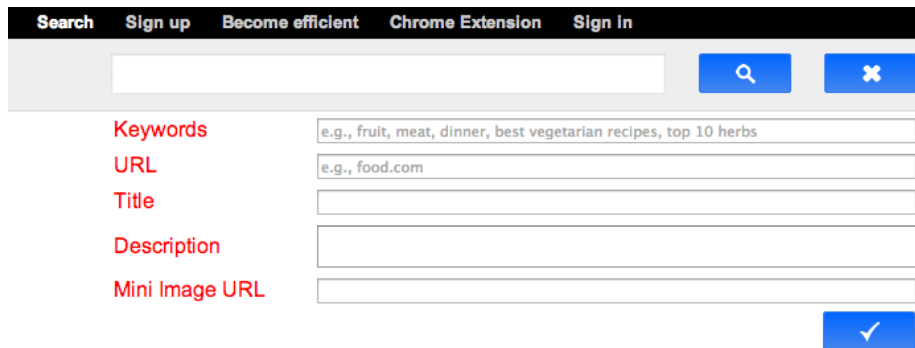 Search Sign up Become efficient Chrome Extension Sign in
Keywords e.g., fruit, meat, dinner, best vegetarian recipes, top 10 herbs
URL e.g., food.com
Title
Description
Mini Image URL